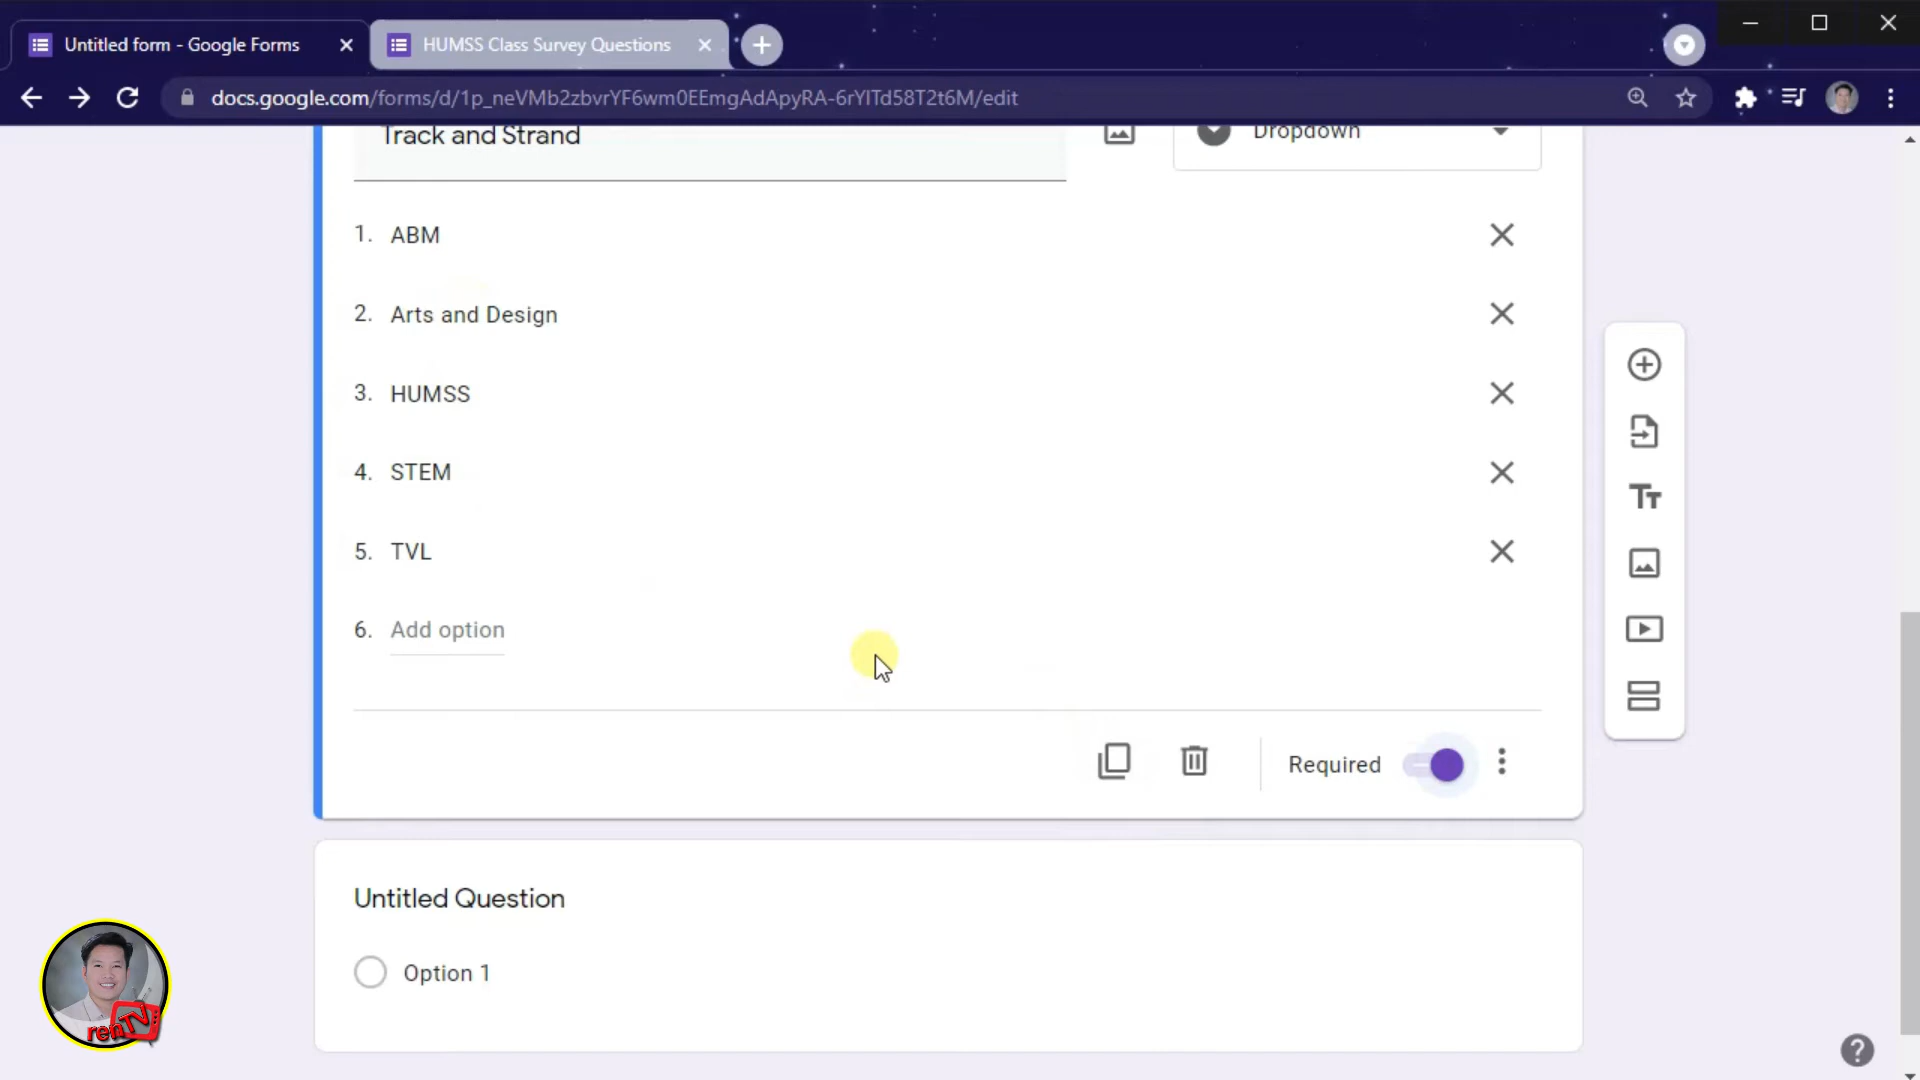 Untitled form - Google Forms
HUMSS Class Survey Questions
docs.google.com/forms/d/1p_neVMb2zbvrYF6wm0EEmgAdApyRA-6rYlTd58T2t6M/edit
Track and Strand
Dropdown
1. ABM
2. Arts and Design
3. HUMSS
4. STEM
5. TVL
6. Add option
Required
Untitled Question
Option 1
renTV